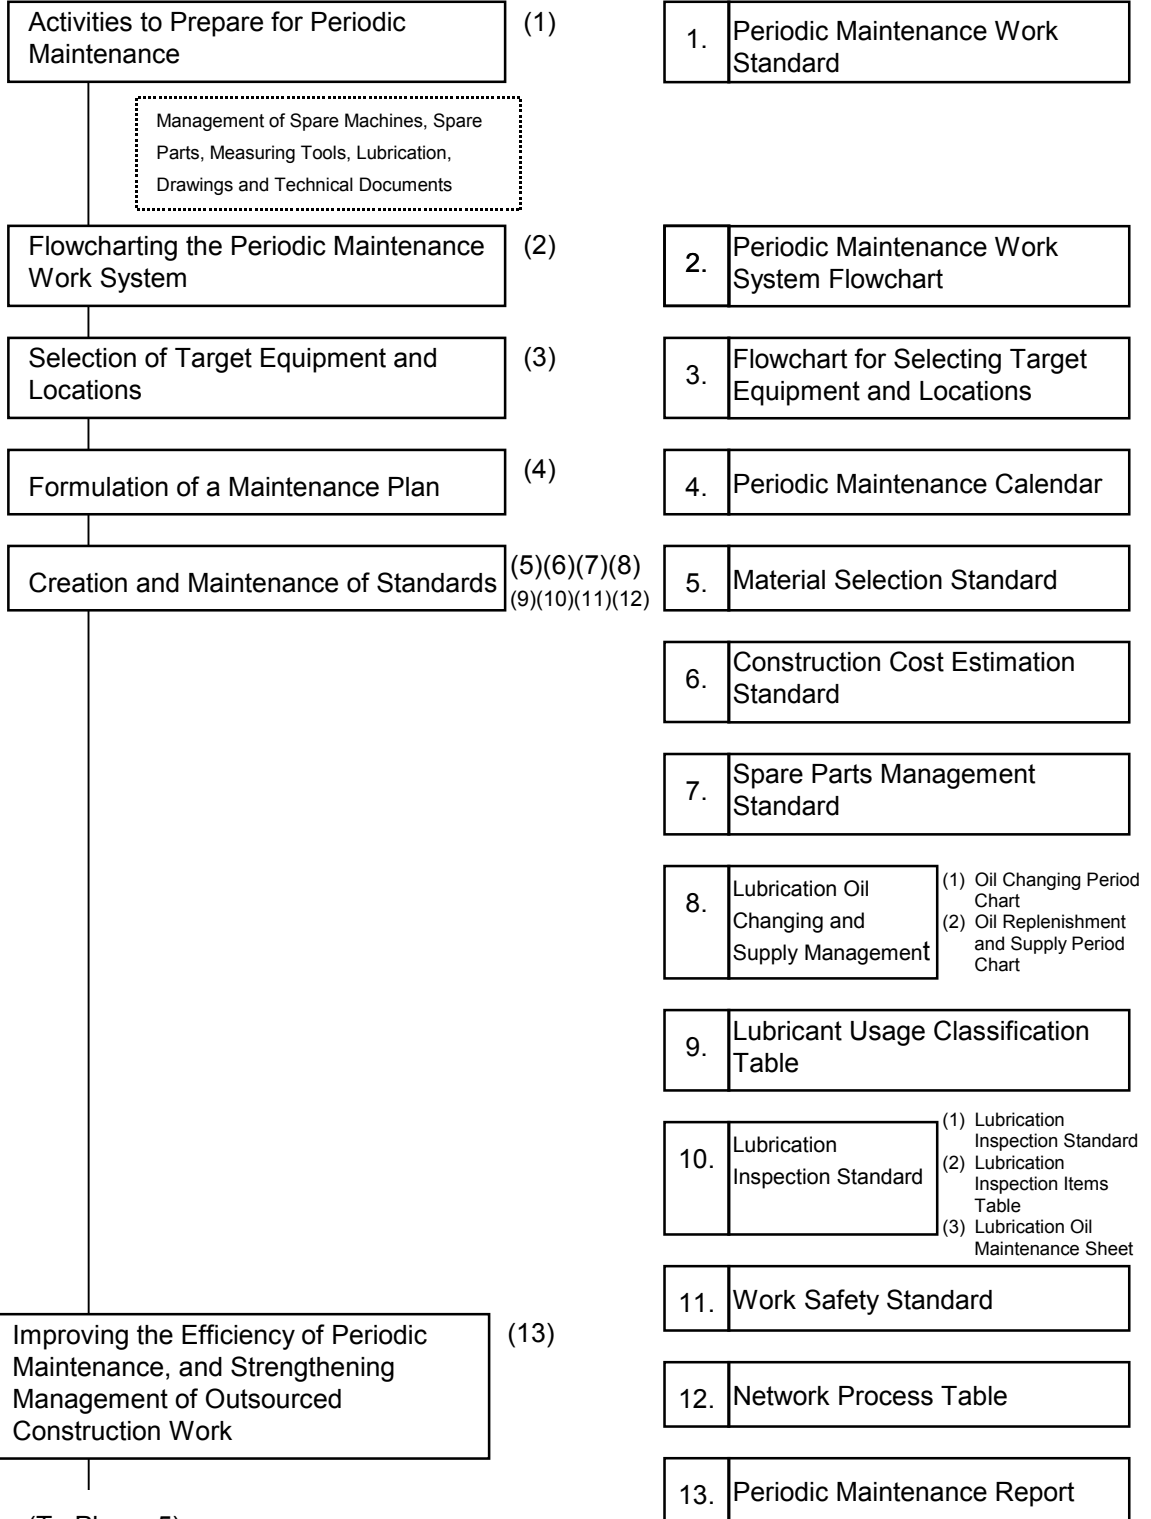 Activities to Prepare for Periodic
Maintenance
(1)
1.
Periodic Maintenance Work
Standard
Management of Spare Machines, Spare
Parts, Measuring Tools, Lubrication,
Drawings and Technical Documents
Flowcharting the Periodic Maintenance
Work System
(2)
2.
Periodic Maintenance Work
System Flowchart
Selection of Target Equipment and
Locations
(3)
3.
Flowchart for Selecting Target
Equipment and Locations
Formulation of a Maintenance Plan
(4)
4.
Periodic Maintenance Calendar
Creation and Maintenance of Standards
(5)(6)(7)(8)
(9)(10)(11)(12)
5.
Material Selection Standard
6.
Construction Cost Estimation
Standard
7.
Spare Parts Management
Standard
8.
Lubrication Oil
Changing and
Supply Management
(1) Oil Changing Period
Chart
(2) Oil Replenishment
and Supply Period
Chart
9.
Lubricant Usage Classification
Table
10.
Lubrication
Inspection Standard
(1) Lubrication
Inspection Standard
(2) Lubrication
Inspection Items
Table
(3) Lubrication Oil
Maintenance Sheet
11.
Work Safety Standard
Improving the Efficiency of Periodic
Maintenance, and Strengthening
Management of Outsourced
Construction Work
(13)
12.
Network Process Table
13.
Periodic Maintenance Report